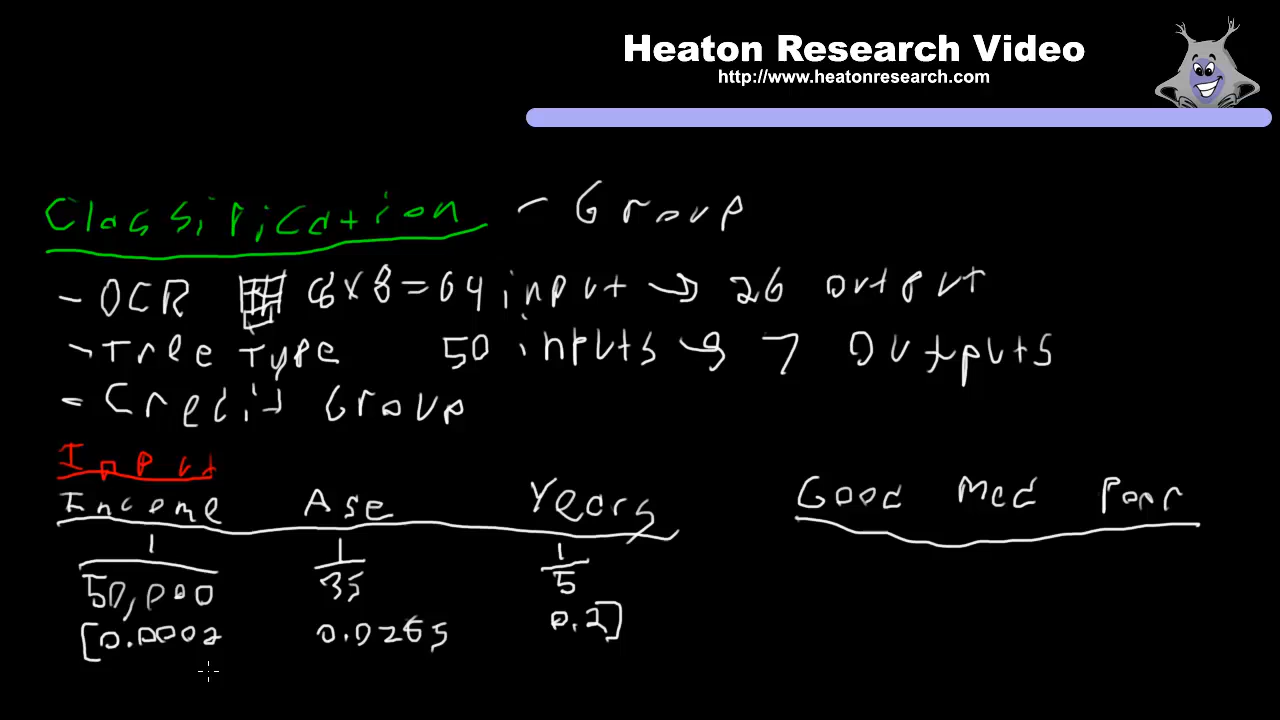 Heaton Research Video
http://www.heatonresearch.com
Classification - Group
- OCR 8x8=64 input → 26 output
- Tree Type 50 inputs → 7 Outputs
- Credit Group
Input
Income Age Years Good Med Poor
1 1 1
50,000 35 5
[0.0002 0.0265 0.2]